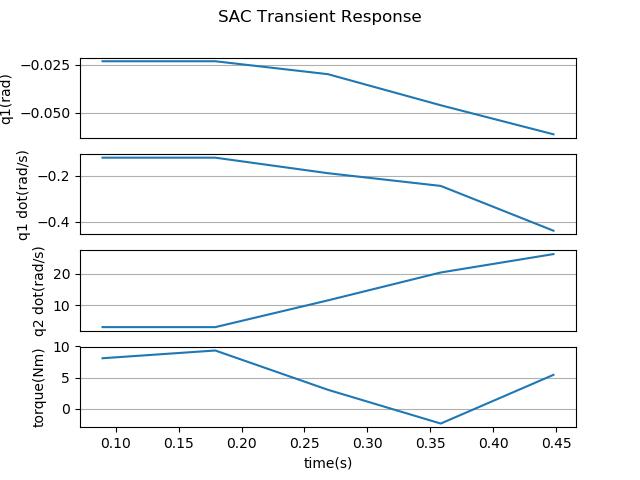 SAC Transient Response
q1(rad)
−0.025
−0.050
q1 dot(rad/s)
−0.2
−0.4
q2 dot(rad/s)
20
10
torque(Nm)
10
5
0
0.10 0.15 0.20 0.25 0.30 0.35 0.40 0.45
time(s)